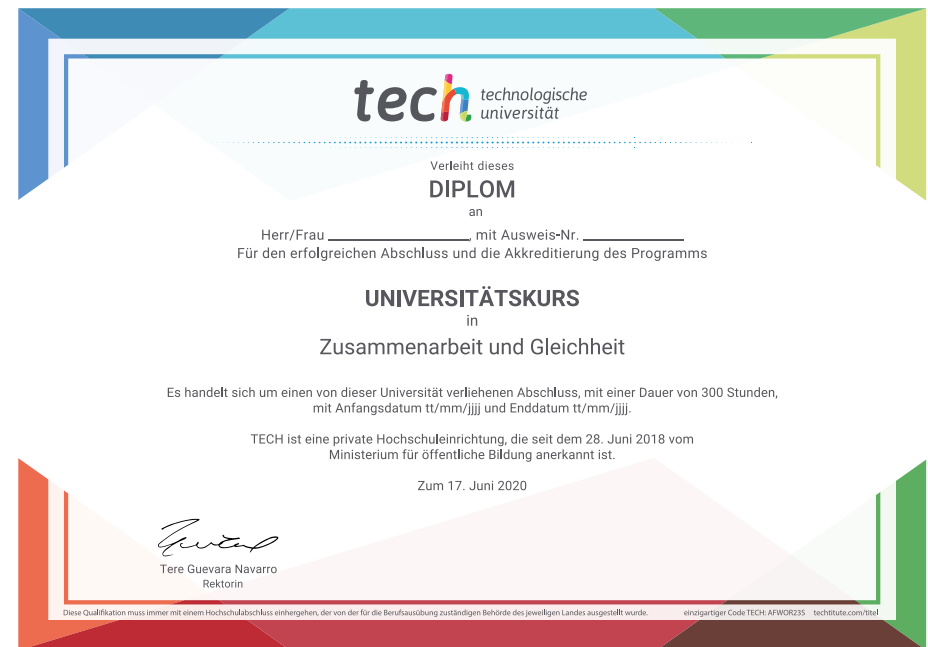 tech technologische
universität
Verleiht dieses
DIPLOM
an
Herr/Frau ____________________, mit Ausweis-Nr. ______________
Für den erfolgreichen Abschluss und die Akkreditierung des Programms
UNIVERSITÄTSKURS
in
Zusammenarbeit und Gleichheit
Es handelt sich um einen von dieser Universität verliehenen Abschluss, mit einer Dauer von 300 Stunden,
mit Anfangsdatum tt/mm/jjjj und Enddatum tt/mm/jjjj.
TECH ist eine private Hochschuleinrichtung, die seit dem 28. Juni 2018 vom
Ministerium für öffentliche Bildung anerkannt ist.
Zum 17. Juni 2020
Tere Guevara Navarro
Rektorin
Diese Qualifikation muss immer mit einem Hochschulabschluss einhergehen, der von der für die Berufsausübung zuständigen Behörde des jeweiligen Landes ausgestellt wurde. einzigartiger Code TECH: AFWOR235 techtitute.com/titel